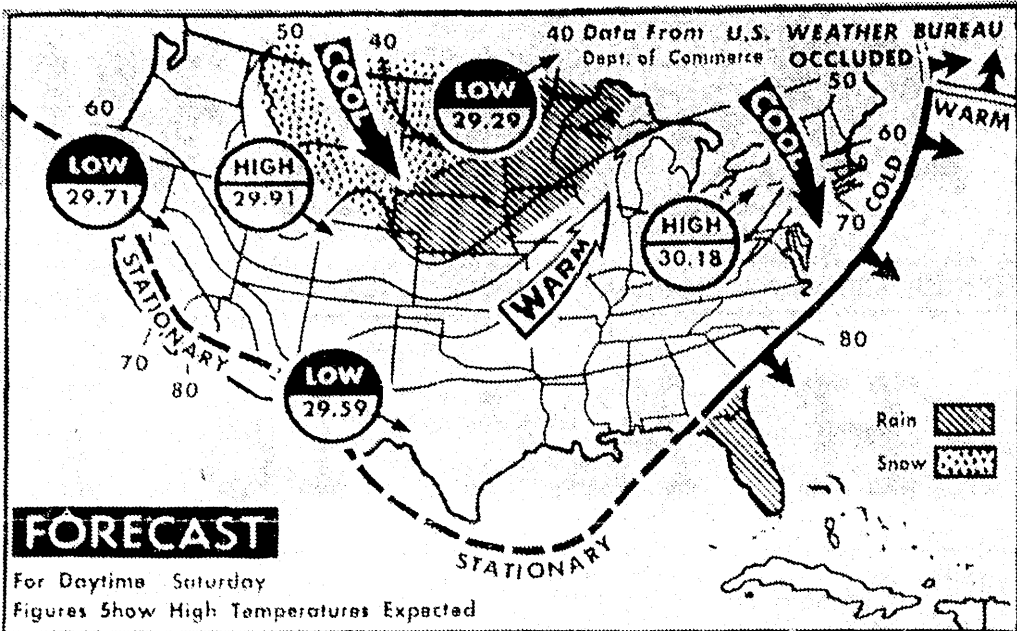 50
40
40 Data From U.S. WEATHER BUREAU
Dept. of Commerce OCCLUDED
COOL
LOW
29.29
COOL
50
60
60
WARM
LOW
29.71
HIGH
29.91
COLD
70
HIGH
30.18
WARM
STATIONARY
70
80
80
LOW
29.59
Rain
Snow
FORECAST
STATIONARY
For Daytime Saturday
Figures Show High Temperatures Expected